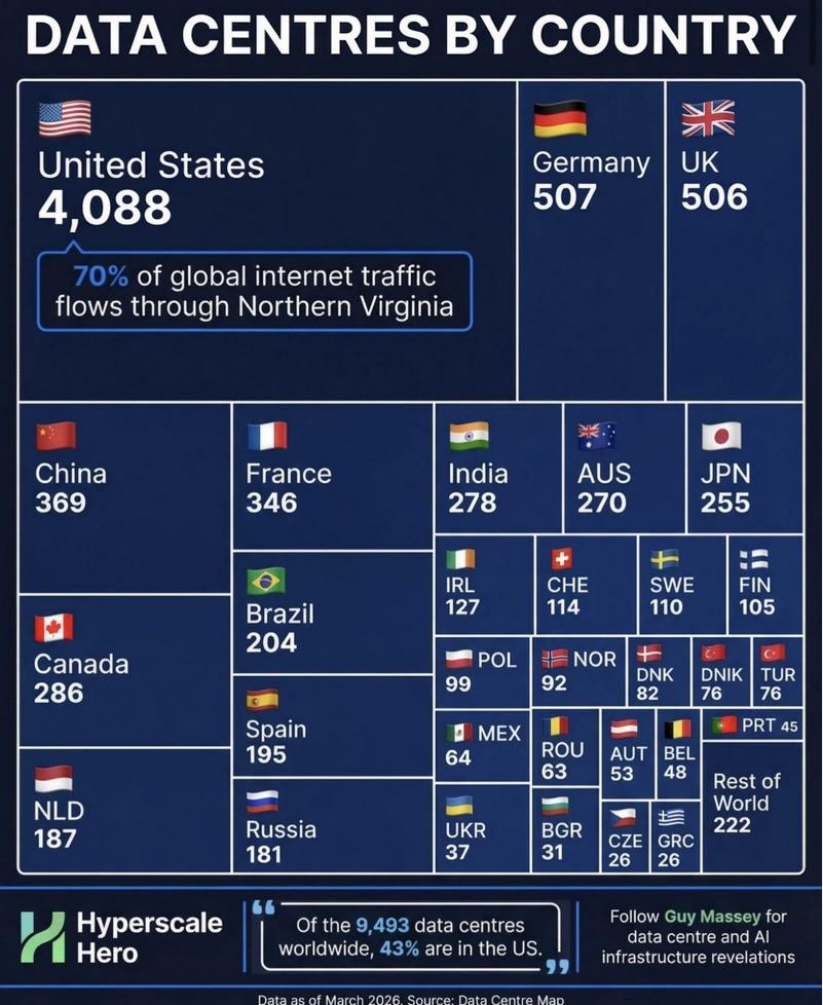 DATA CENTRES BY COUNTRY
United States
4,088
70% of global internet traffic
flows through Northern Virginia
Germany
507
UK
506
China
369
France
346
India
278
AUS
270
JPN
255
IRL
127
CHE
114
SWE
110
FIN
105
Brazil
204
Canada
286
POL
99
NOR
92
DNK
82
DNIK
76
TUR
76
Spain
195
MEX
64
ROU
63
AUT
53
BEL
48
PRT 45
NLD
187
Russia
181
UKR
37
BGR
31
CZE
26
GRC
26
Rest of
World
222
Hyperscale
Hero
“ Of the 9,493 data centres
worldwide, 43% are in the US. ”
Follow Guy Massey for
data centre and AI
infrastructure revelations
Data as of March 2026. Source: Data Centre Map